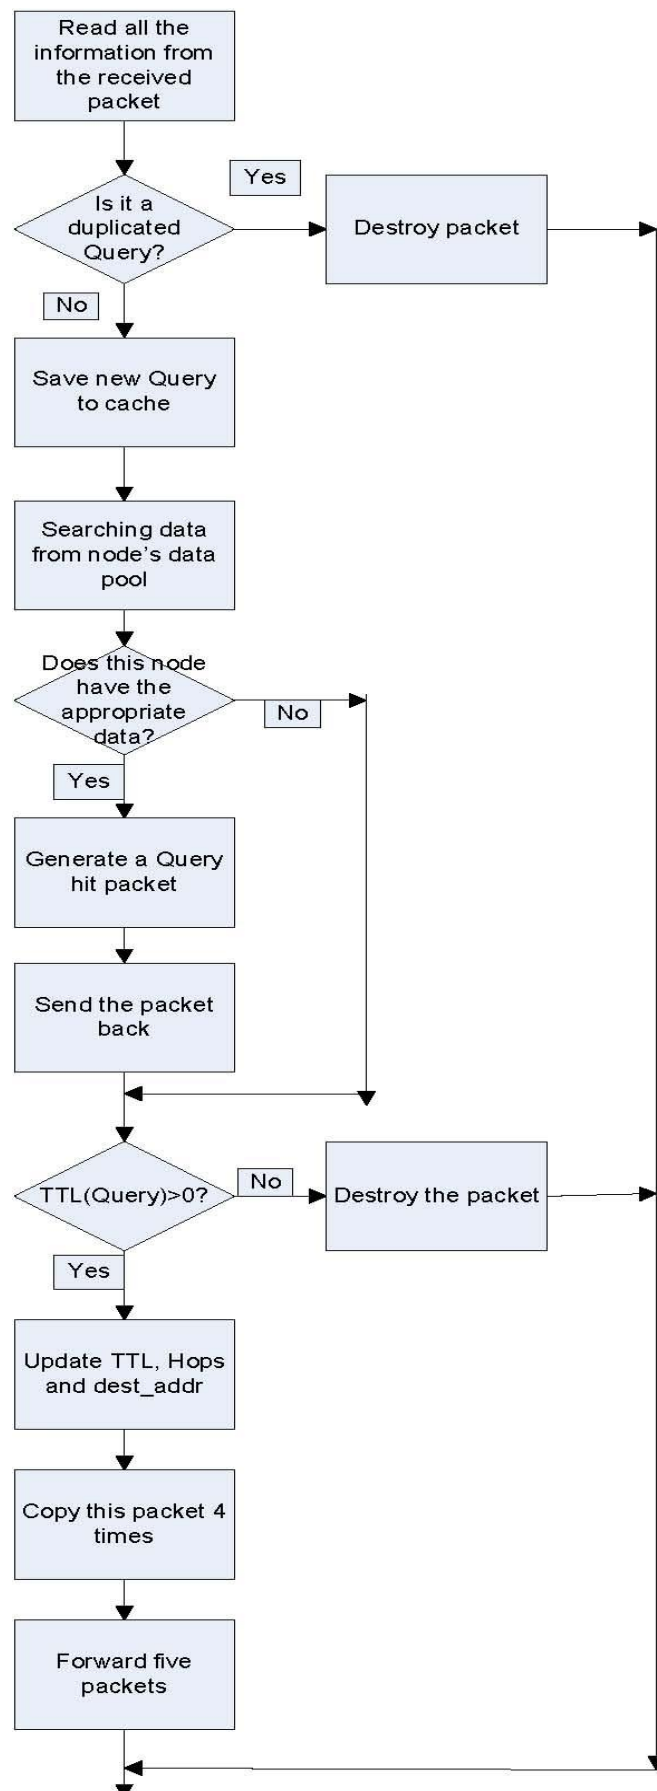 Read all the
information from
the received
packet
Yes
Is it a
duplicated
Query?
Destroy packet
No
Save new Query
to cache
Searching data
from node's data
pool
Does this node
have the
appropriate
data?
No
Yes
Generate a Query
hit packet
Send the packet
back
TTL(Query)>0?
No
Destroy the packet
Yes
Update TTL, Hops
and dest_addr
Copy this packet 4
times
Forward five
packets